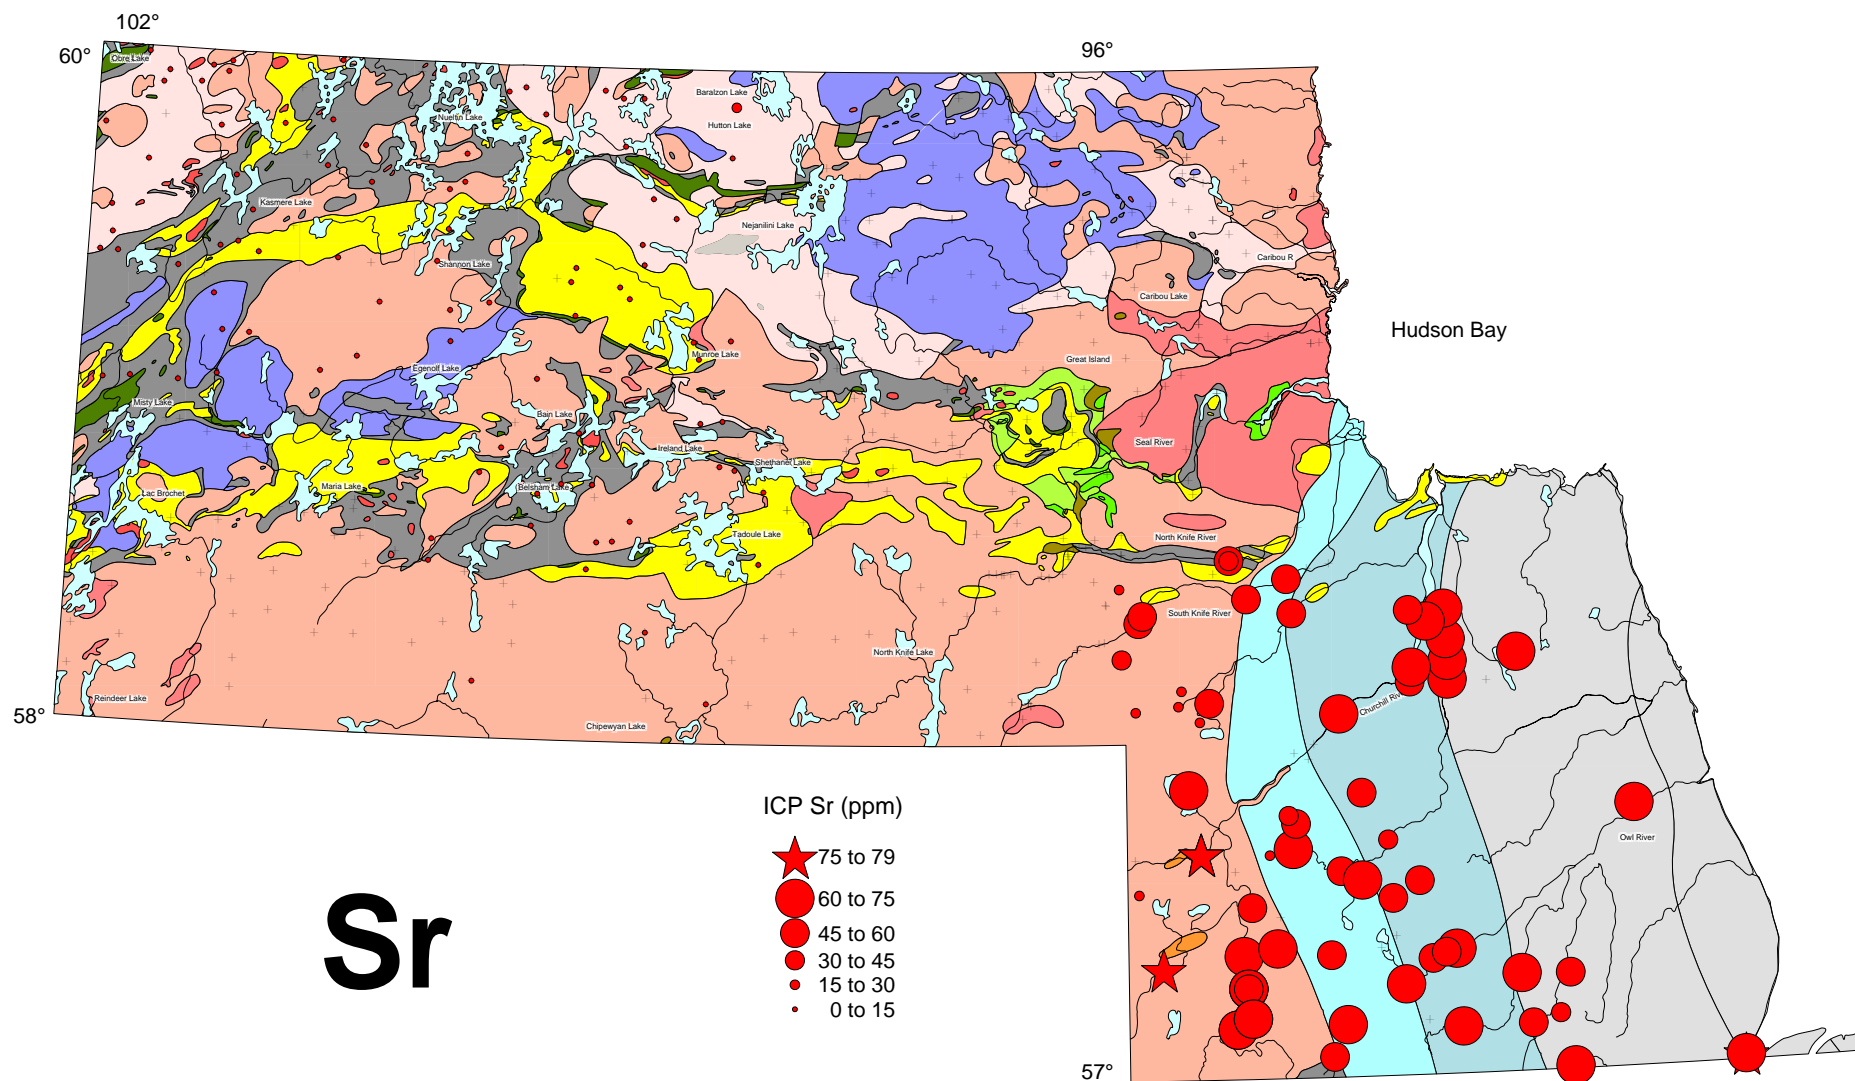 102°
60°
96°
Obre Lake
Baralzon Lake
Nueltin Lake
Hutton Lake
Kasmere Lake
Nejanilini Lake
Shannon Lake
Caribou R
Caribou Lake
Hudson Bay
Munroe Lake
Great Island
Egenolf Lake
Misty Lake
Bain Lake
Seal River
Ireland Lake
Shethanei Lake
Lac Brochet
Maria Lake
Belsham Lake
Tadoule Lake
North Knife River
South Knife River
North Knife Lake
Reindeer Lake
Churchill Riv
58°
Chipewyan Lake
ICP Sr (ppm)
75 to 79
60 to 75
45 to 60
30 to 45
15 to 30
0 to 15
Owl River
Sr
57°